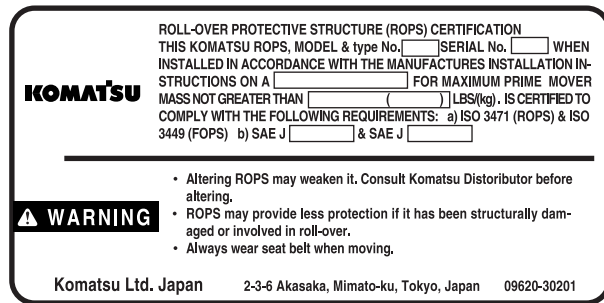 ROLL-OVER PROTECTIVE STRUCTURE (ROPS) CERTIFICATION
THIS KOMATSU ROPS, MODEL & type No. SERIAL No. WHEN
INSTALLED IN ACCORDANCE WITH THE MANUFACTURES INSTALLATION IN-
STRUCTIONS ON A FOR MAXIMUM PRIME MOVER
MASS NOT GREATER THAN ( ) LBS/(kg). IS CERTIFIED TO
COMPLY WITH THE FOLLOWING REQUIREMENTS: a) ISO 3471 (ROPS) & ISO
3449 (FOPS) b) SAE J & SAE J
KOMATSU
• Altering ROPS may weaken it. Consult Komatsu Distoributor before
altering.
• ROPS may provide less protection if it has been structurally dam-
aged or involved in roll-over.
• Always wear seat belt when moving.
WARNING
Komatsu Ltd. Japan 2-3-6 Akasaka, Mimato-ku, Tokyo, Japan 09620-30201